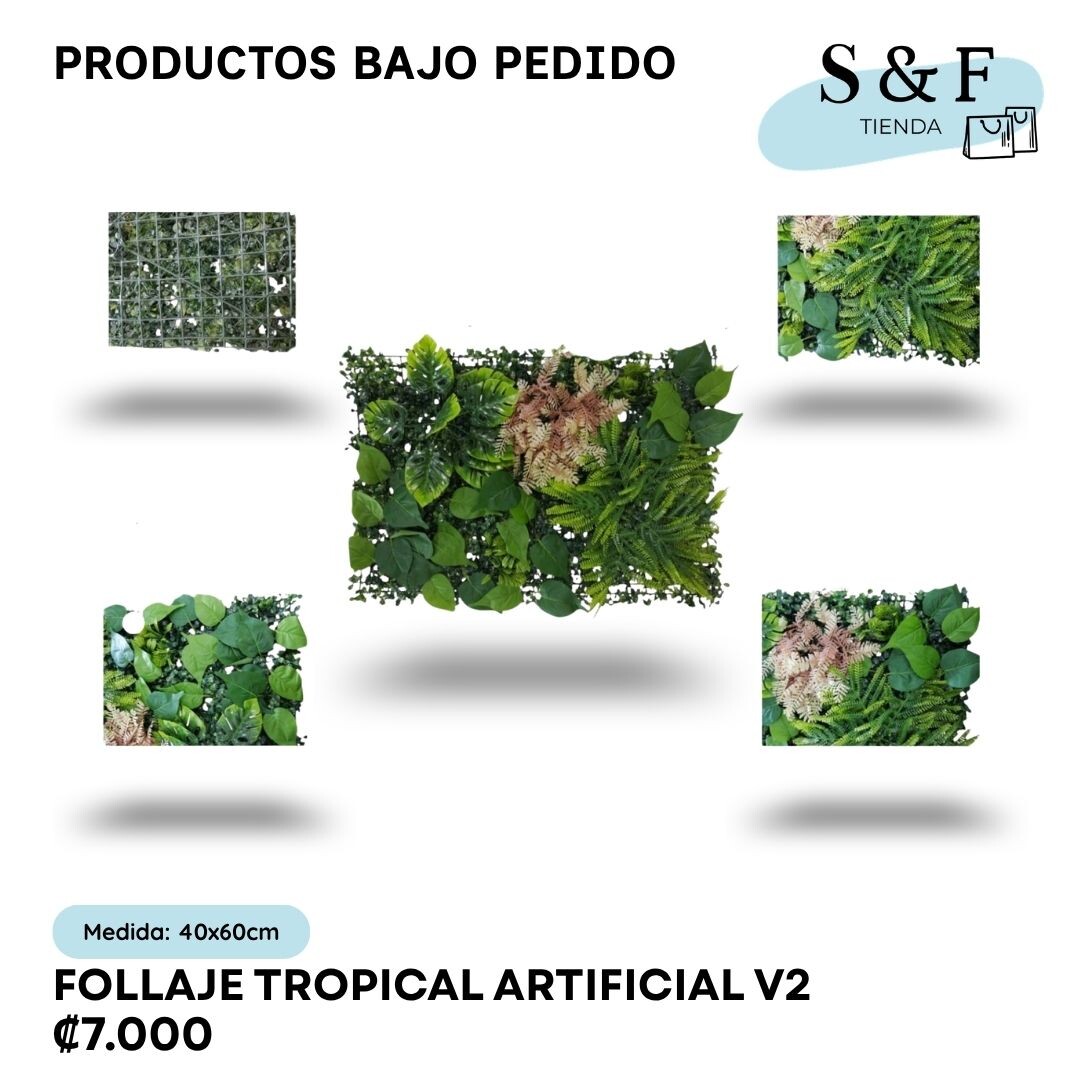 PRODUCTOS BAJO PEDIDO
S & F
TIENDA
Medida: 40x60cm
FOLLAJE TROPICAL ARTIFICIAL V2
₡7.000